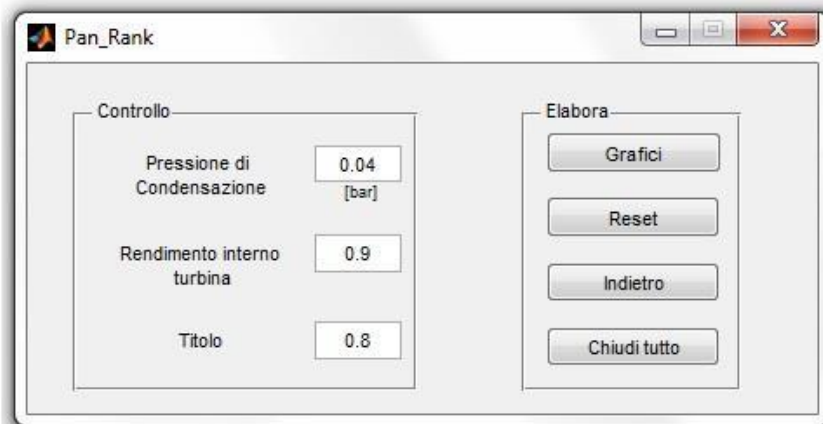 Pan_Rank
Controllo
Pressione di
Condensazione
0.04
[bar]
Rendimento interno
turbina
0.9
Titolo
0.8
Elabora
Grafici
Reset
Indietro
Chiudi tutto